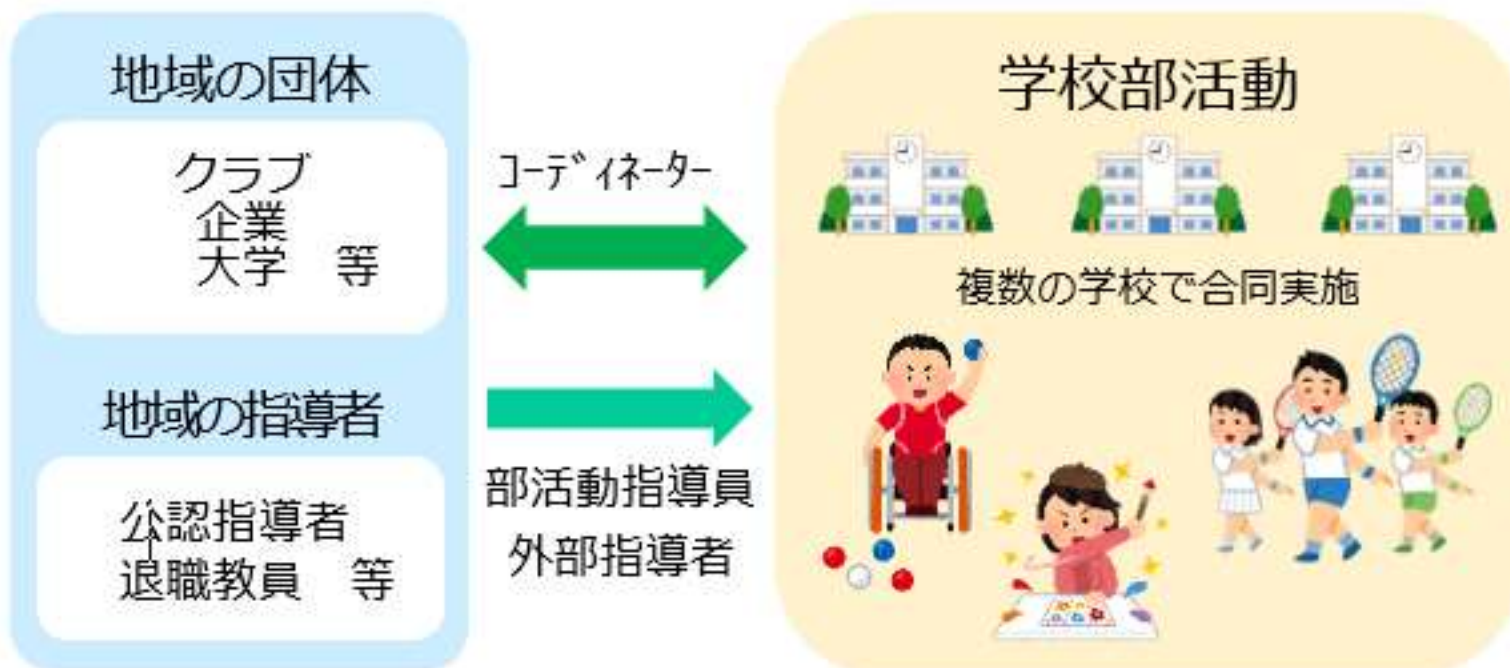 地域の団体
クラブ
企業
大学　等
コーディネーター
地域の指導者
公認指導者
退職教員　等
部活動指導員
外部指導者
学校部活動
複数の学校で合同実施